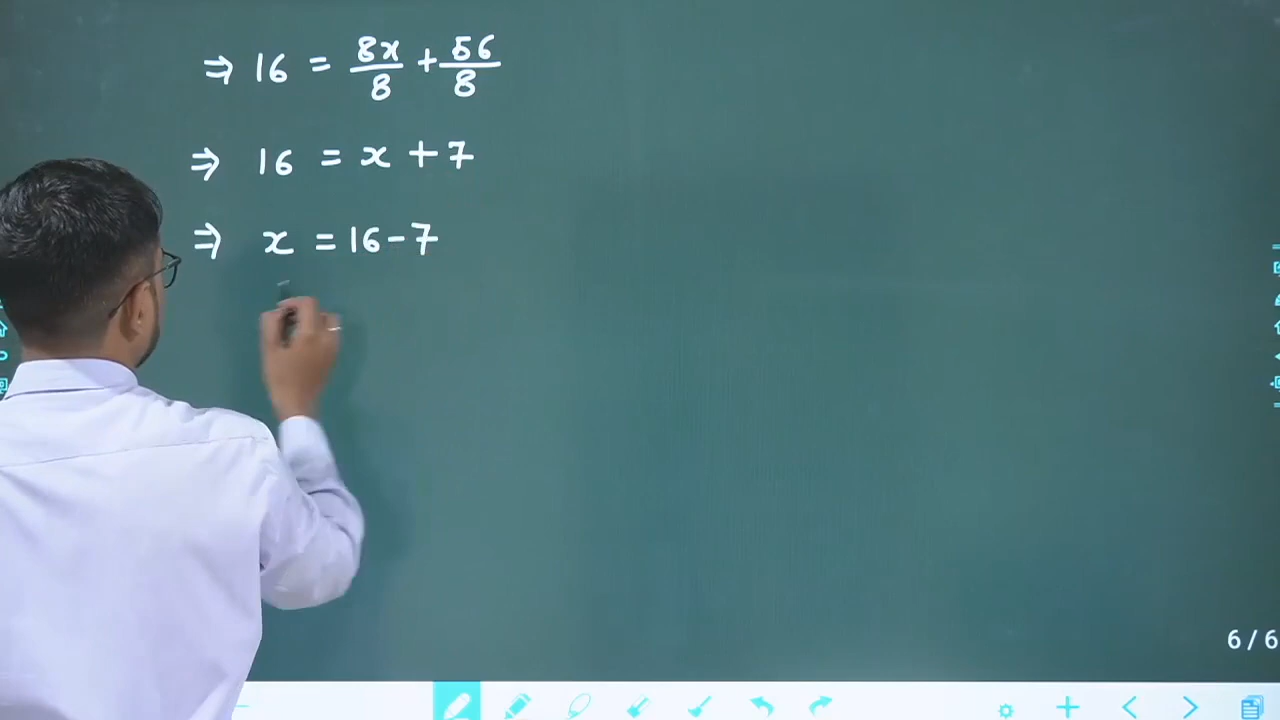 ⇒ 16 = 8x/8 + 56/8
⇒ 16 = x + 7
⇒ x = 16 - 7
6 / 6